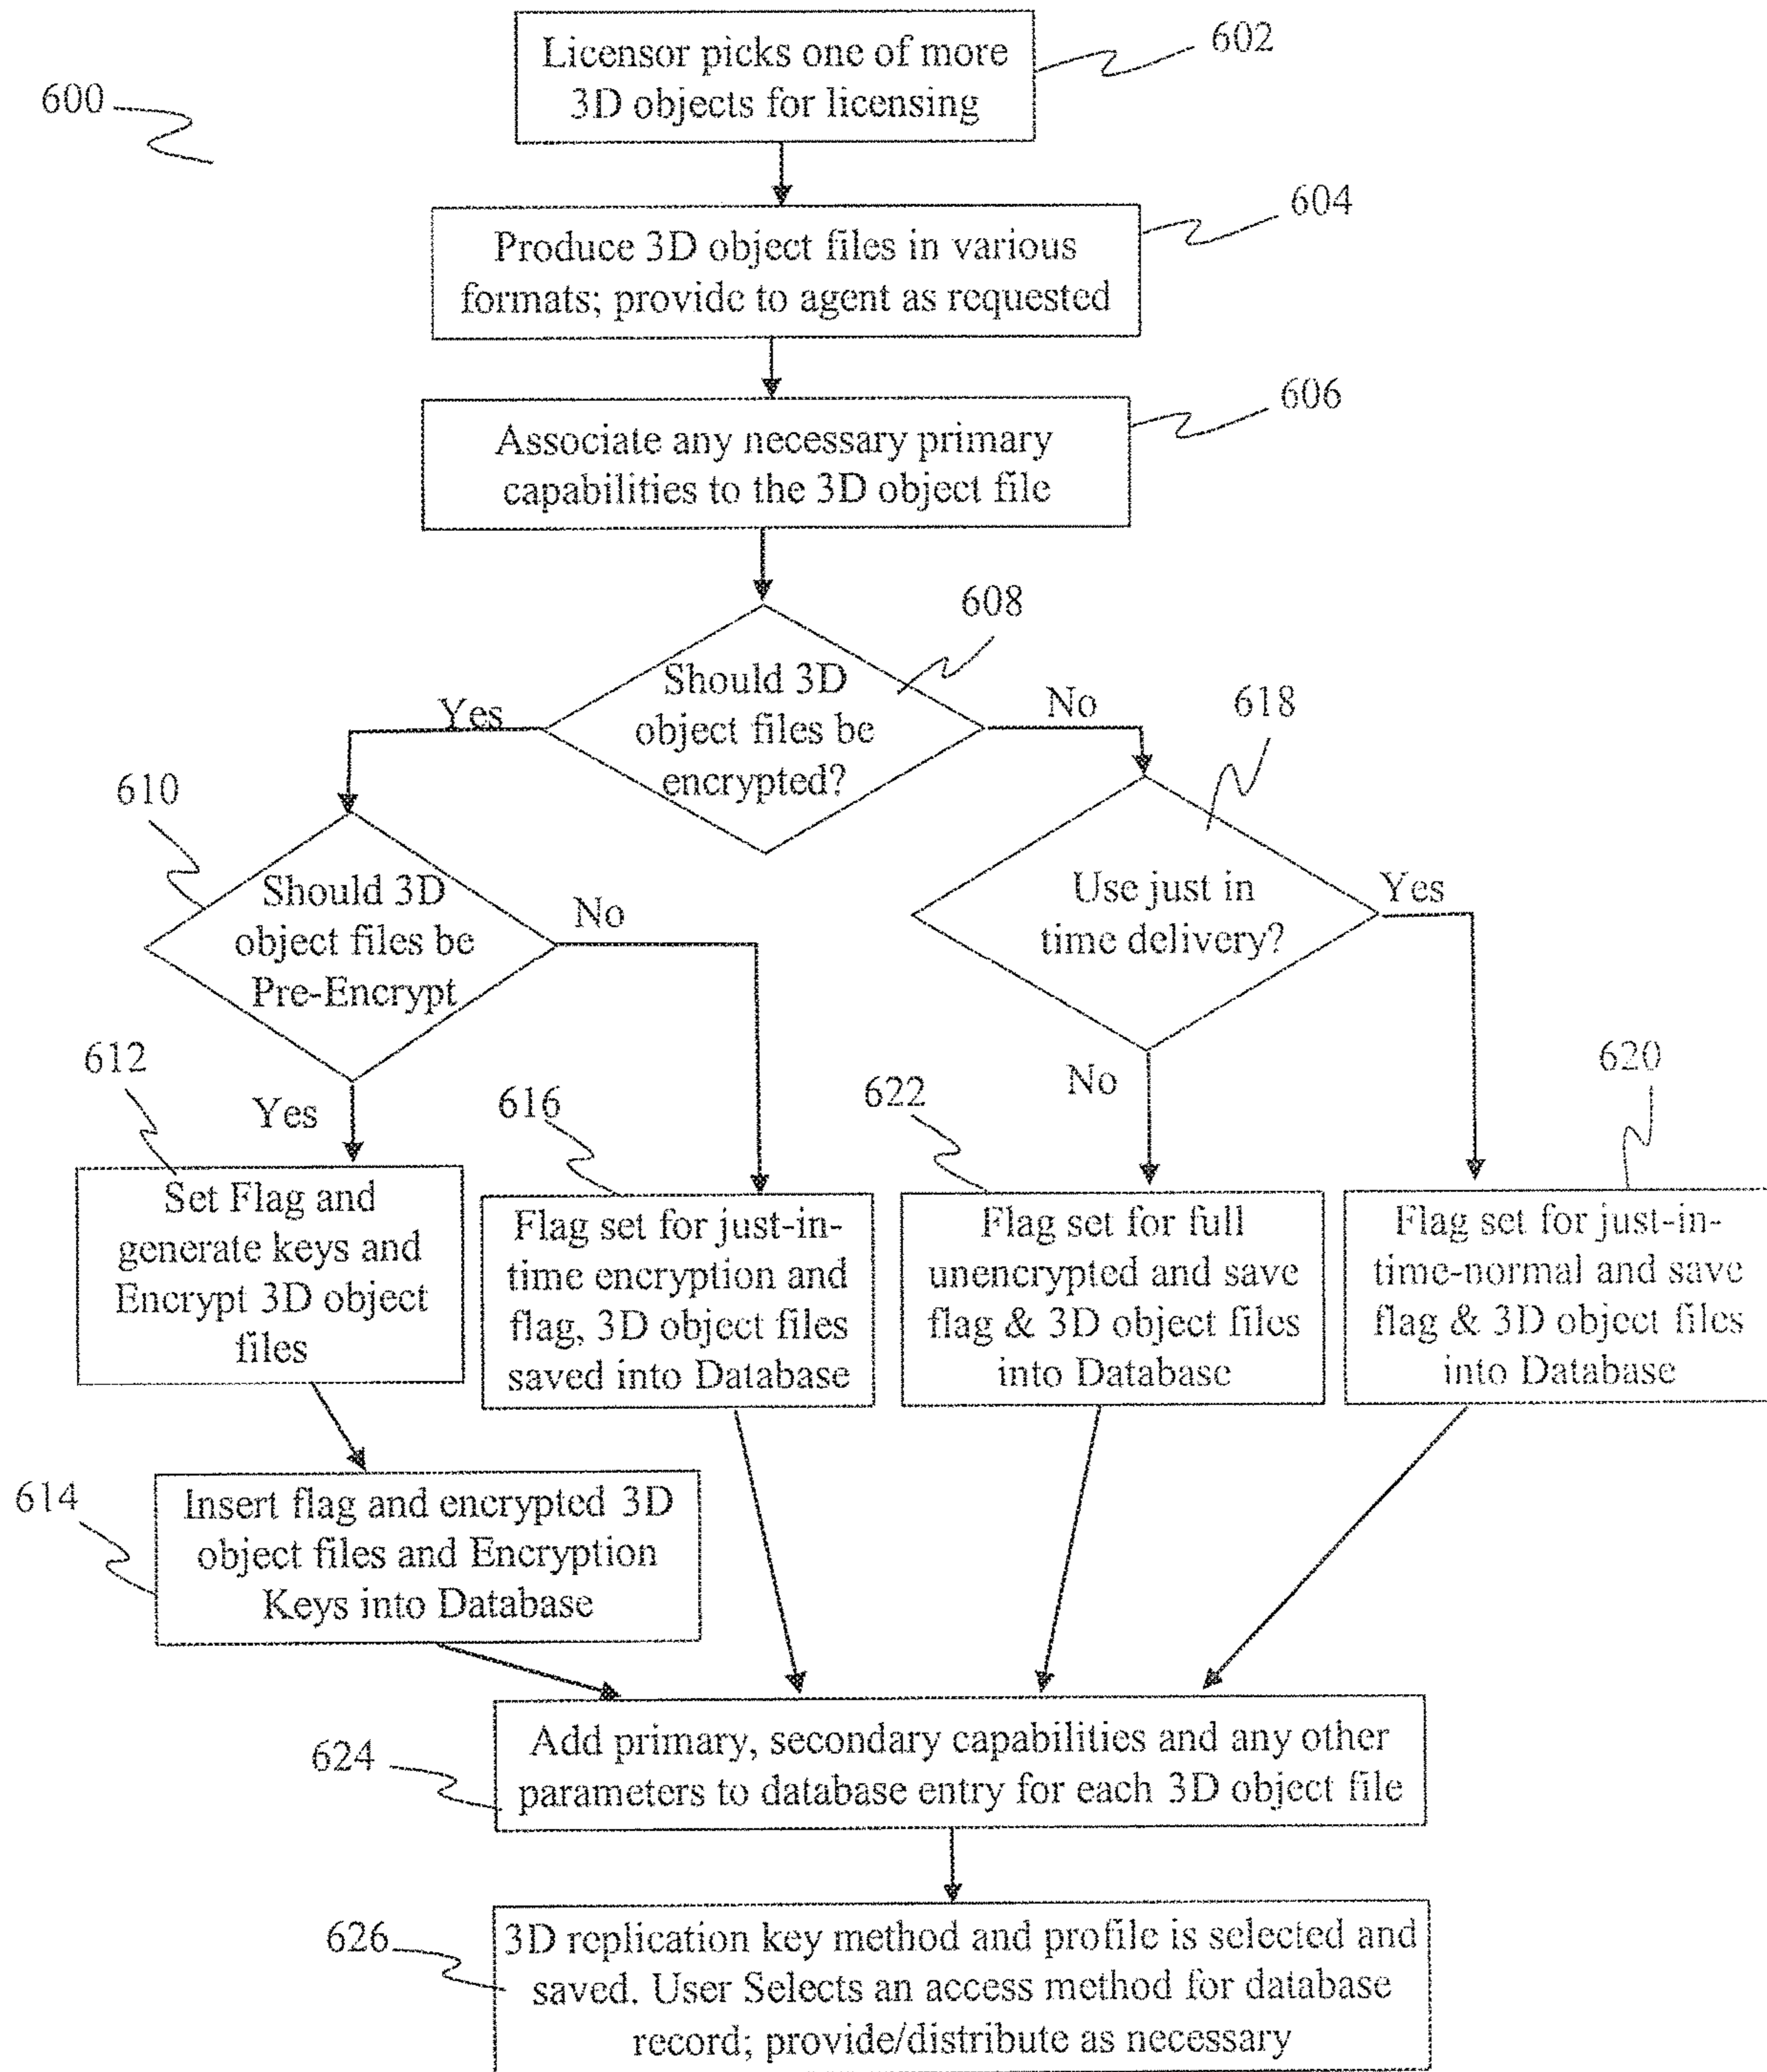 602
Licensor picks one of more
3D objects for licensing
600
604
Produce 3D object files in various
formats; provide to agent as requested
606
Associate any necessary primary
capabilities to the 3D object file
608
Should 3D
object files be
encrypted?
Yes
No
618
610
Should 3D
object files be
Pre-Encrypt
No
Use just in
time delivery?
Yes
612
Yes
616
622
No
620
Set Flag and
generate keys and
Encrypt 3D object
files
Flag set for just-in-
time encryption and
flag, 3D object files
saved into Database
Flag set for full
unencrypted and save
flag & 3D object files
into Database
Flag set for just-in-
time-normal and save
flag & 3D object files
into Database
614
Insert flag and encrypted 3D
object files and Encryption
Keys into Database
624
Add primary, secondary capabilities and any other
parameters to database entry for each 3D object file
626
3D replication key method and profile is selected and
saved. User Selects an access method for database
record; provide/distribute as necessary